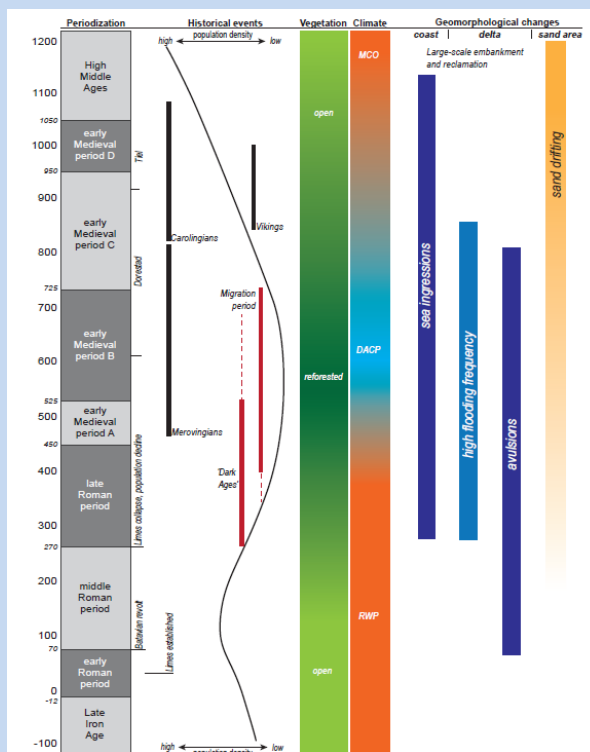 Periodization
Historical events
Vegetation
Climate
Geomorphological changes
high
population density
low
coast
delta
sand area
Large-scale embankment
and reclamation
1200
1100
1000
900
800
700
600
500
400
300
200
100
0
-100
High
Middle
Ages
1050
early
Medieval
period D
950
early
Medieval
period C
725
early
Medieval
period B
525
early
Medieval
period A
450
late
Roman
period
270
middle
Roman
period
70
early
Roman
period
-12
Late
Iron
Age
Tiel
Dorestad
Limes collapse, population decline
Batavian revolt
Limes established
Carolingians
Vikings
Migration
period
Merovingians
'Dark
Ages'
high
population density
low
open
reforested
open
MCO
DACP
RWP
sea ingressions
high flooding frequency
avulsions
sand drifting